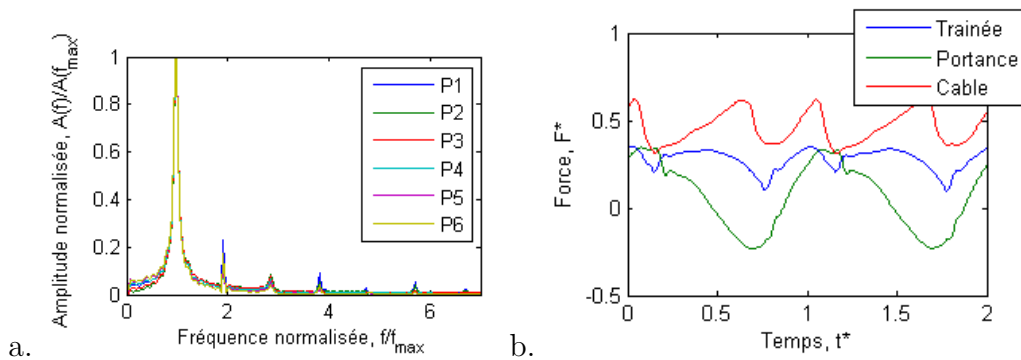 Amplitude normalisée, A(f)/A(f_max)
1
0.8
0.6
0.4
0.2
0
0
2
4
6
Fréquence normalisée, f/f_max
P1
P2
P3
P4
P5
P6
a.
Force, F*
1
0.5
0
-0.5
0
0.5
1
1.5
2
Temps, t*
Trainée
Portance
Cable
b.